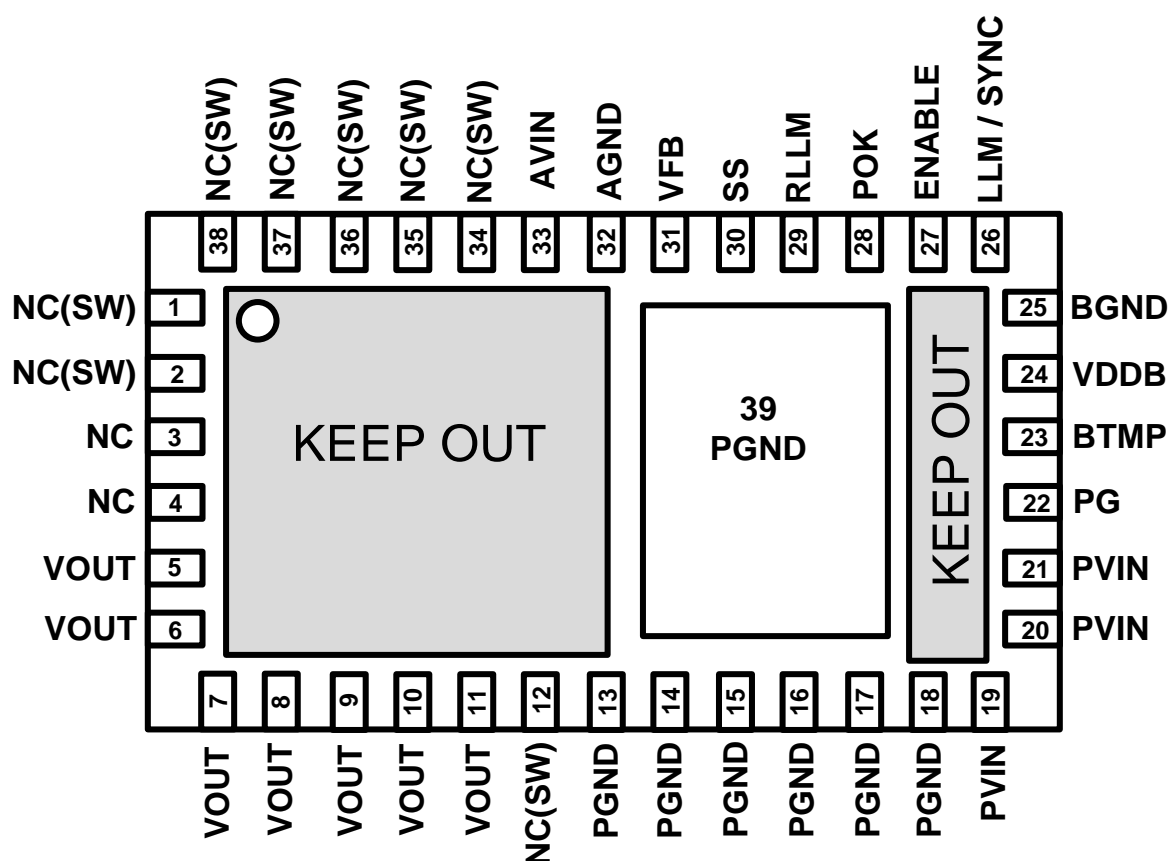 NC(SW)
NC(SW)
NC(SW)
NC(SW)
NC(SW)
AVIN
AGND
VFB
SS
RLLM
POK
ENABLE
LLM / SYNC
38
37
36
35
34
33
32
31
30
29
28
27
26
NC(SW) 1
NC(SW) 2
NC 3
NC 4
VOUT 5
VOUT 6
KEEP OUT
39
PGND
KEEP OUT
25 BGND
24 VDDB
23 BTMP
22 PG
21 PVIN
20 PVIN
7
8
9
10
11
12
13
14
15
16
17
18
19
VOUT
VOUT
VOUT
VOUT
VOUT
NC(SW)
PGND
PGND
PGND
PGND
PGND
PGND
PVIN